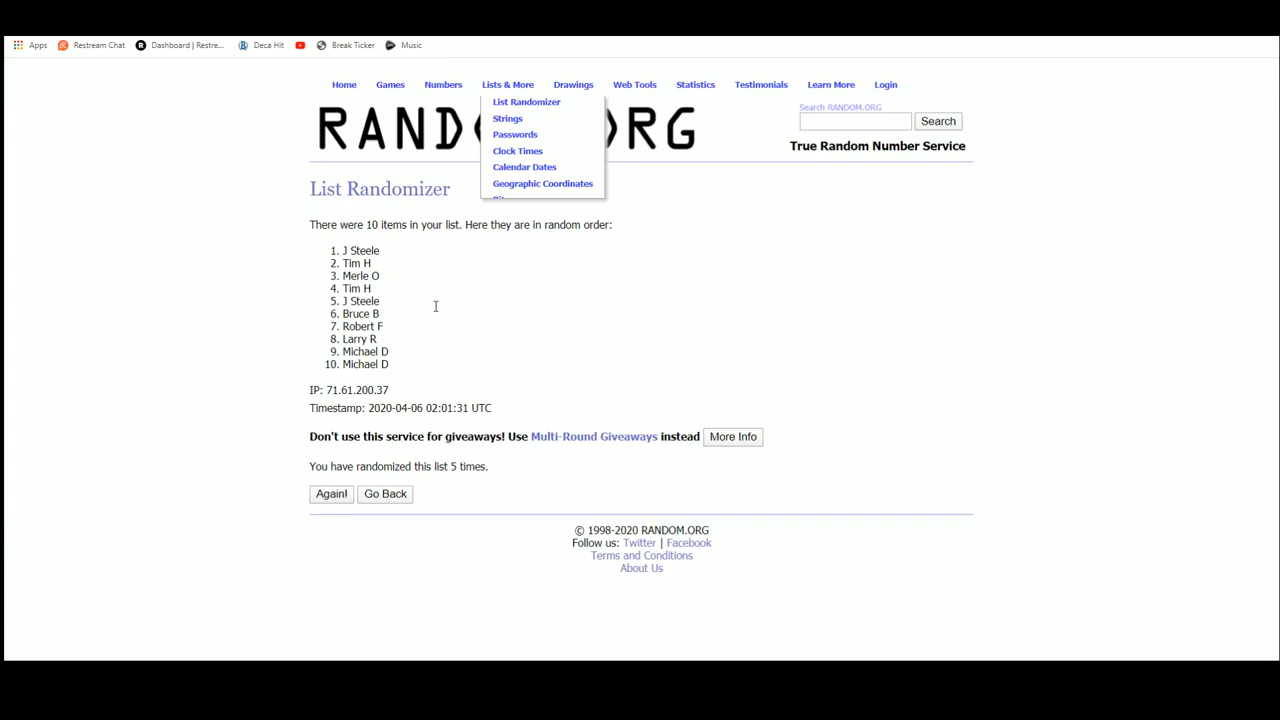 Apps Restream Chat Dashboard | Restre... Deca Hit Break Ticker Music
Home Games Numbers Lists & More Drawings Web Tools Statistics Testimonials Learn More Login
List Randomizer
Strings
Passwords
Clock Times
Calendar Dates
Geographic Coordinates
RAND RG
Search RANDOM.ORG
Search
True Random Number Service
List Randomizer
There were 10 items in your list. Here they are in random order:
1. J Steele
2. Tim H
3. Merle O
4. Tim H
5. J Steele
6. Bruce B
7. Robert F
8. Larry R
9. Michael D
10. Michael D
IP: 71.61.200.37
Timestamp: 2020-04-06 02:01:31 UTC
Don't use this service for giveaways! Use Multi-Round Giveaways instead More Info
You have randomized this list 5 times.
Again! Go Back
© 1998-2020 RANDOM.ORG
Follow us: Twitter | Facebook
Terms and Conditions
About Us